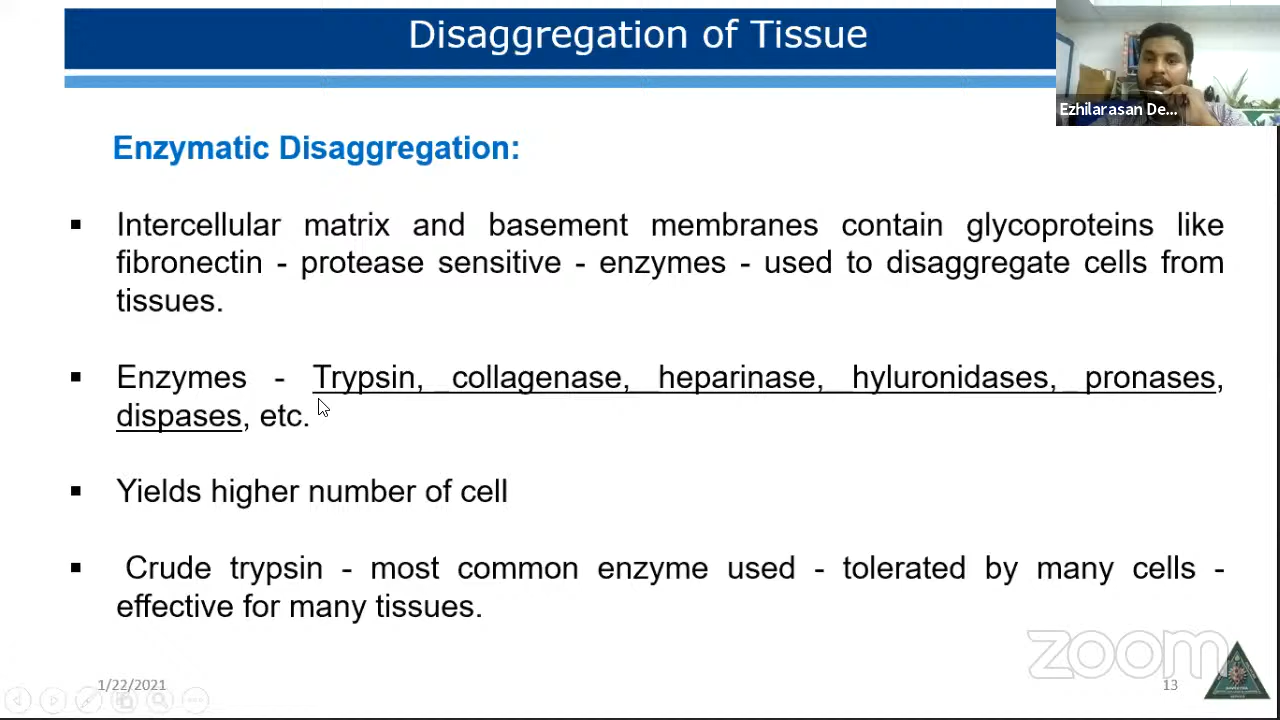 Disaggregation of Tissue
Ezhilarasan De...
Enzymatic Disaggregation:
▪ Intercellular matrix and basement membranes contain glycoproteins like
fibronectin - protease sensitive - enzymes - used to disaggregate cells from
tissues.
▪ Enzymes - Trypsin, collagenase, heparinase, hyluronidases, pronases,
dispases, etc.
▪ Yields higher number of cell
▪ Crude trypsin - most common enzyme used - tolerated by many cells -
effective for many tissues.
zoom
1/22/2021
13